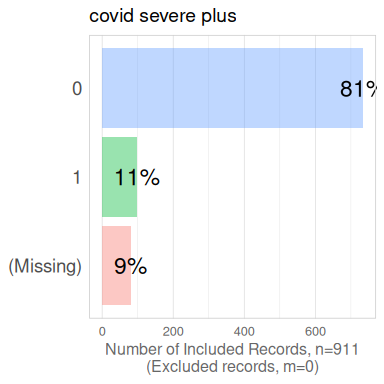 covid severe plus
0
81%
1
11%
(Missing)
9%
0 200 400 600
Number of Included Records, n=911
(Excluded records, m=0)